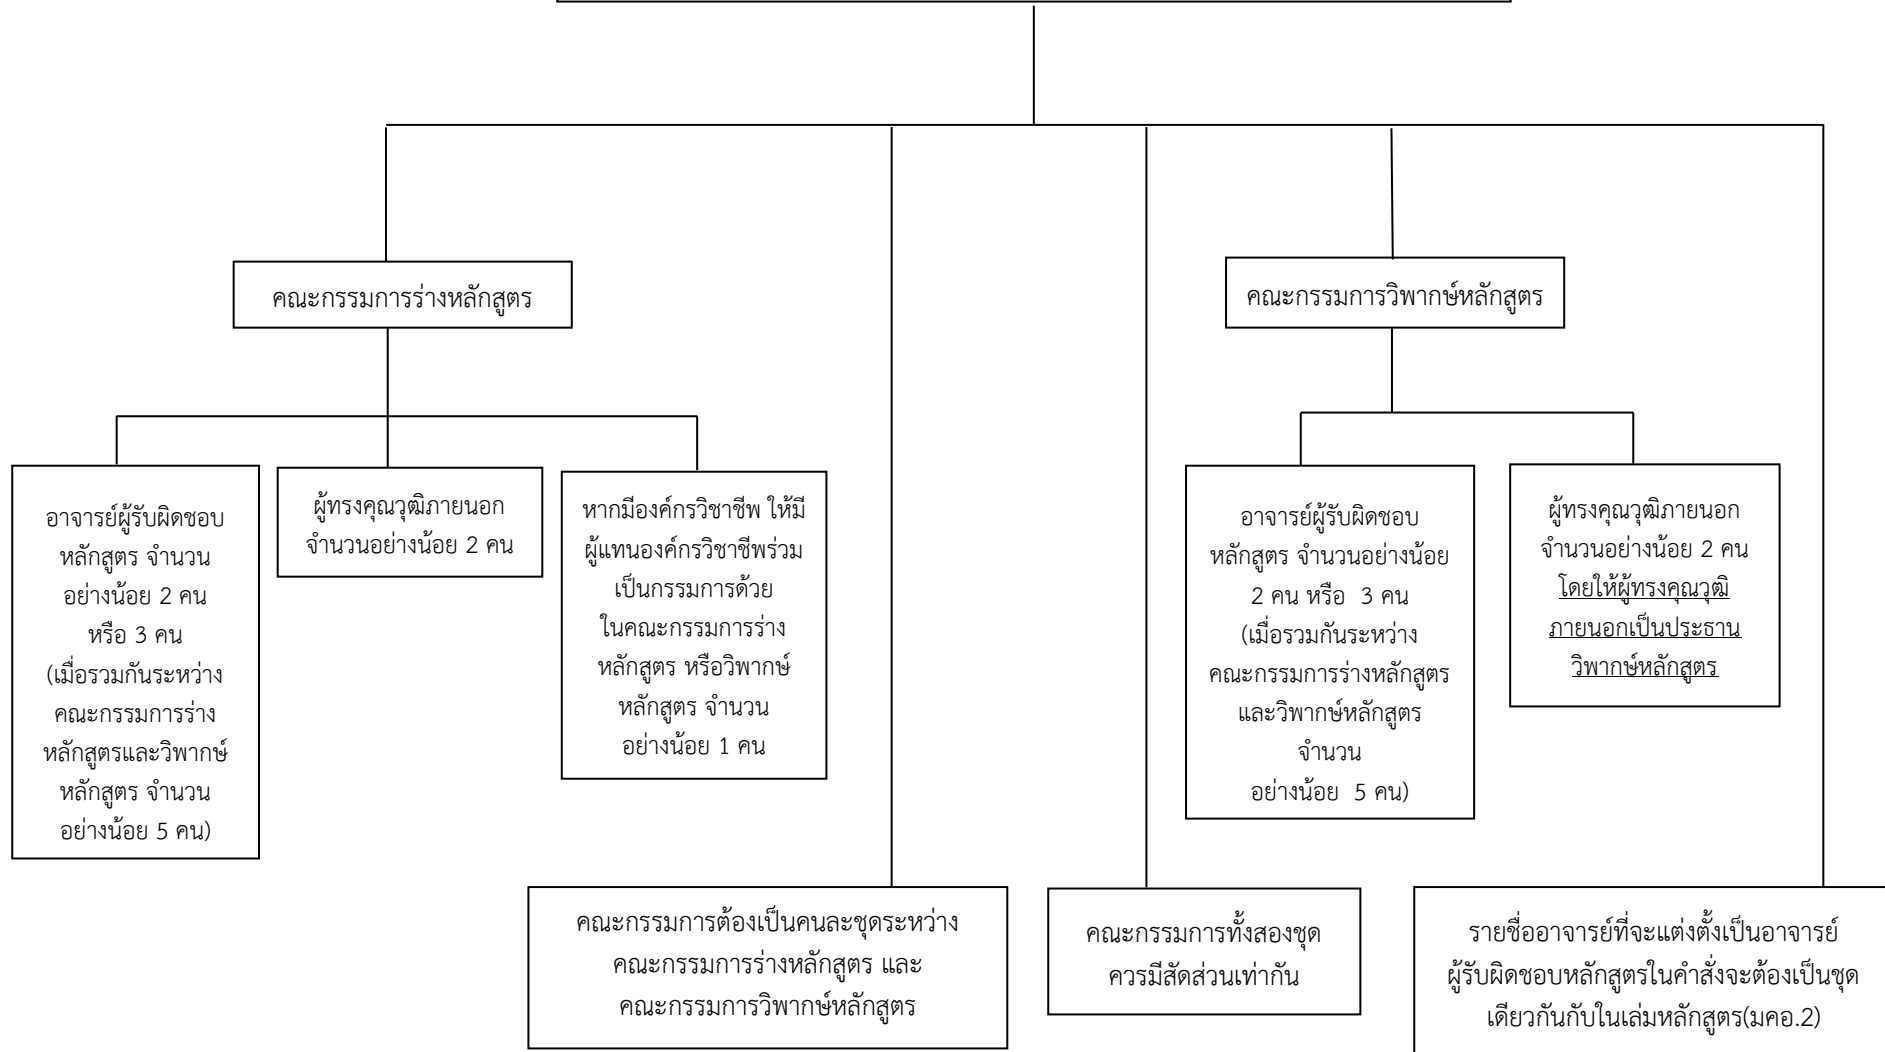 คณะกรรมการร่างหลักสูตร
คณะกรรมการวิพากษ์หลักสูตร
อาจารย์ผู้รับผิดชอบ
หลักสูตร จำนวน
อย่างน้อย 2 คน
หรือ 3 คน
(เมื่อรวมกันระหว่าง
คณะกรรมการร่าง
หลักสูตรและวิพากษ์
หลักสูตร จำนวน
อย่างน้อย 5 คน)
ผู้ทรงคุณวุฒิภายนอก
จำนวนอย่างน้อย 2 คน
หากมีองค์กรวิชาชีพ ให้มี
ผู้แทนองค์กรวิชาชีพร่วม
เป็นกรรมการด้วย
ในคณะกรรมการร่าง
หลักสูตร หรือวิพากษ์
หลักสูตร จำนวน
อย่างน้อย 1 คน
อาจารย์ผู้รับผิดชอบ
หลักสูตร จำนวนอย่างน้อย
2 คน หรือ  3 คน
(เมื่อรวมกันระหว่าง
คณะกรรมการร่างหลักสูตร
และวิพากษ์หลักสูตร
จำนวน
อย่างน้อย  5 คน)
ผู้ทรงคุณวุฒิภายนอก
จำนวนอย่างน้อย 2 คน
โดยให้ผู้ทรงคุณวุฒิ
ภายนอกเป็นประธาน
วิพากษ์หลักสูตร
คณะกรรมการต้องเป็นคนละชุดระหว่าง
คณะกรรมการร่างหลักสูตร และ
คณะกรรมการวิพากษ์หลักสูตร
คณะกรรมการทั้งสองชุด
ควรมีสัดส่วนเท่ากัน
รายชื่ออาจารย์ที่จะแต่งตั้งเป็นอาจารย์
ผู้รับผิดชอบหลักสูตรในคำสั่งจะต้องเป็นชุด
เดียวกันกับในเล่มหลักสูตร(มคอ.2)